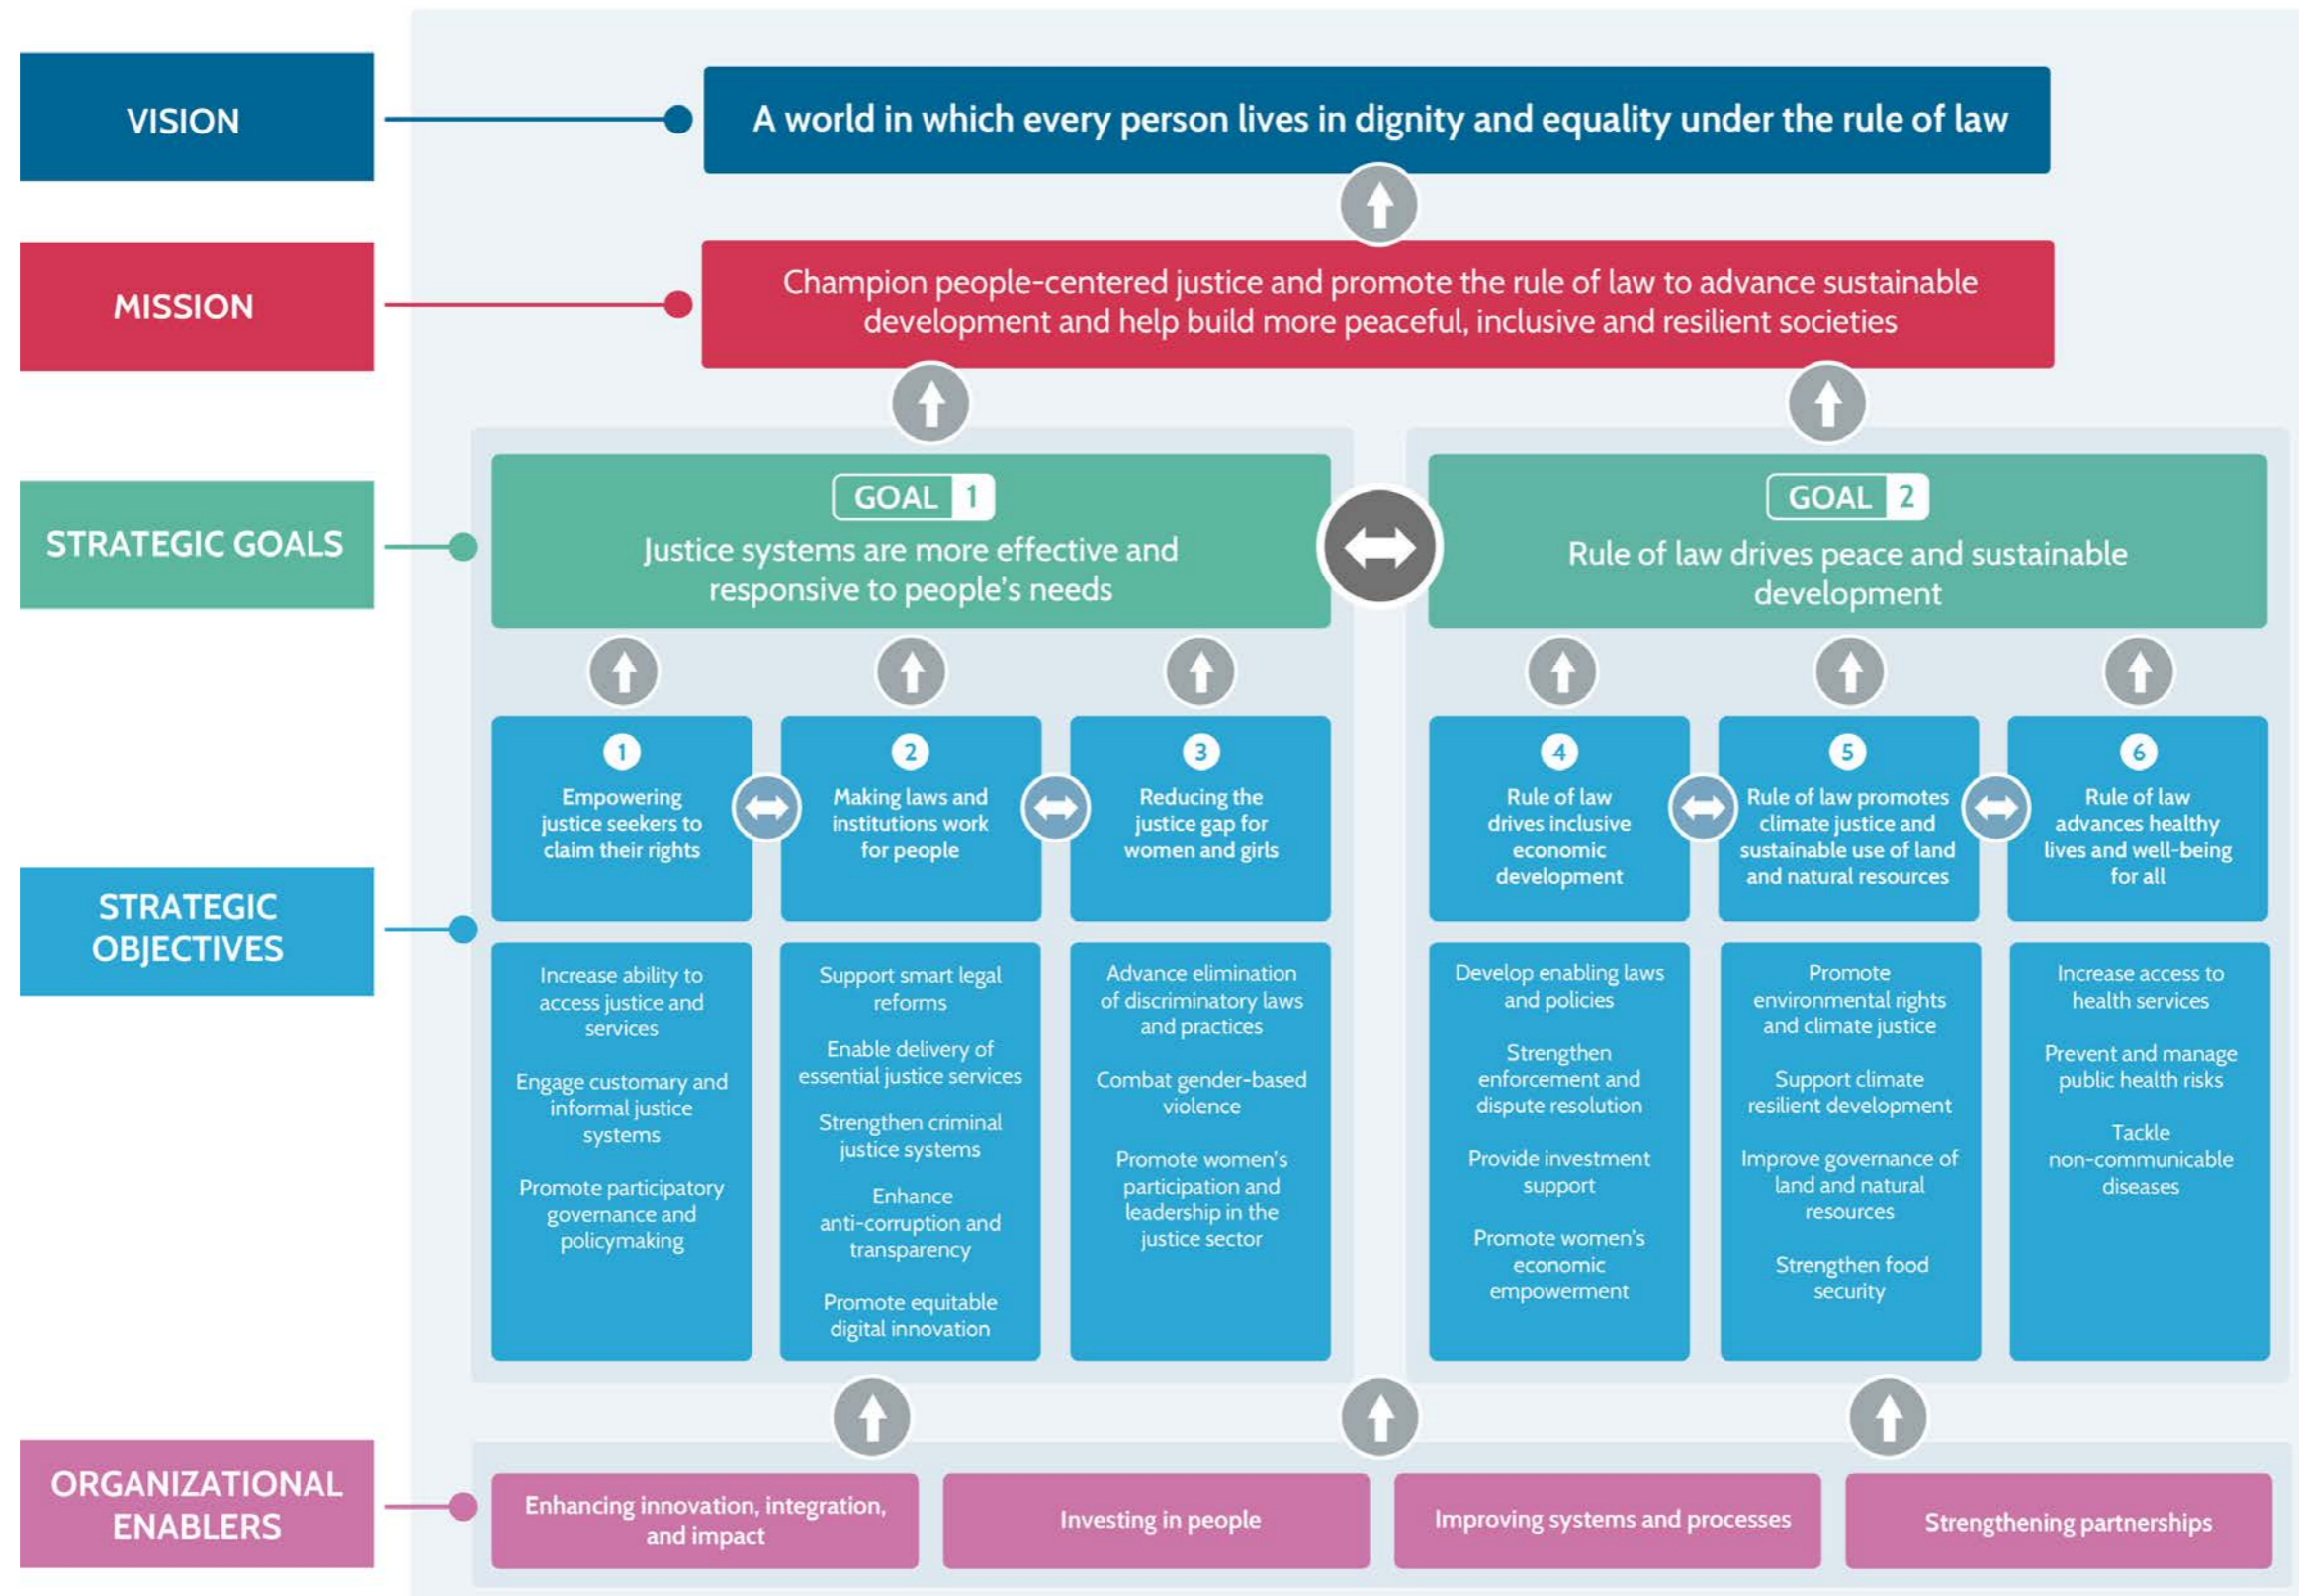 VISION
A world in which every person lives in dignity and equality under the rule of law
MISSION
Champion people-centered justice and promote the rule of law to advance sustainable
development and help build more peaceful, inclusive and resilient societies
STRATEGIC GOALS
GOAL 1
Justice systems are more effective and
responsive to people's needs
GOAL 2
Rule of law drives peace and sustainable
development
STRATEGIC
OBJECTIVES
1
Empowering
justice seekers to
claim their rights
2
Making laws and
institutions work
for people
3
Reducing the
justice gap for
women and girls
4
Rule of law
drives inclusive
economic
development
5
Rule of law promotes
climate justice and
sustainable use of land
and natural resources
6
Rule of law
advances healthy
lives and well-being
for all
Increase ability to
access justice and
services
Engage customary and
informal justice
systems
Promote participatory
governance and
policymaking
Support smart legal
reforms
Enable delivery of
essential justice services
Strengthen criminal
justice systems
Enhance
anti-corruption and
transparency
Promote equitable
digital innovation
Advance elimination
of discriminatory laws
and practices
Combat gender-based
violence
Promote women's
participation and
leadership in the
justice sector
Develop enabling laws
and policies
Strengthen
enforcement and
dispute resolution
Provide investment
support
Promote women's
economic
empowerment
Promote
environmental rights
and climate justice
Support climate
resilient development
Improve governance of
land and natural
resources
Strengthen food
security
Increase access to
health services
Prevent and manage
public health risks
Tackle
non-communicable
diseases
ORGANIZATIONAL
ENABLERS
Enhancing innovation, integration,
and impact
Investing in people
Improving systems and processes
Strengthening partnerships